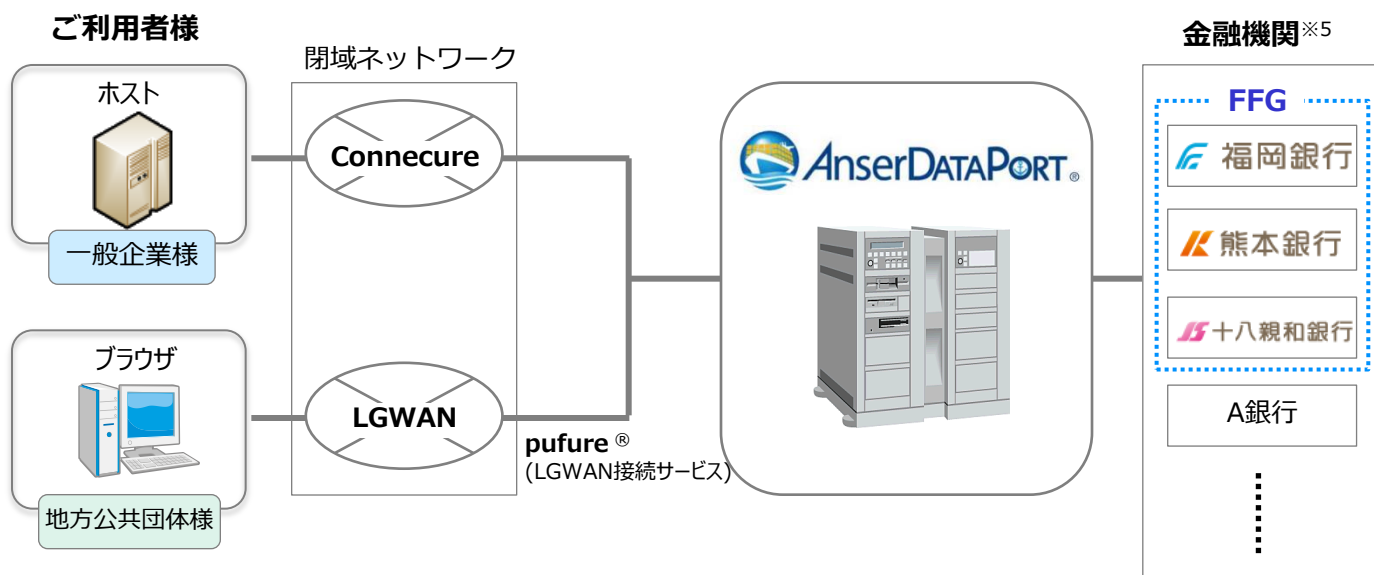 ご利用者様
ホスト
一般企業様
ブラウザ
地方公共団体様
閉域ネットワーク
Connecure
LGWAN
pufure ®
(LGWAN接続サービス)
AnserDATAPORT®
金融機関※5
FFG
福岡銀行
熊本銀行
十八親和銀行
A銀行